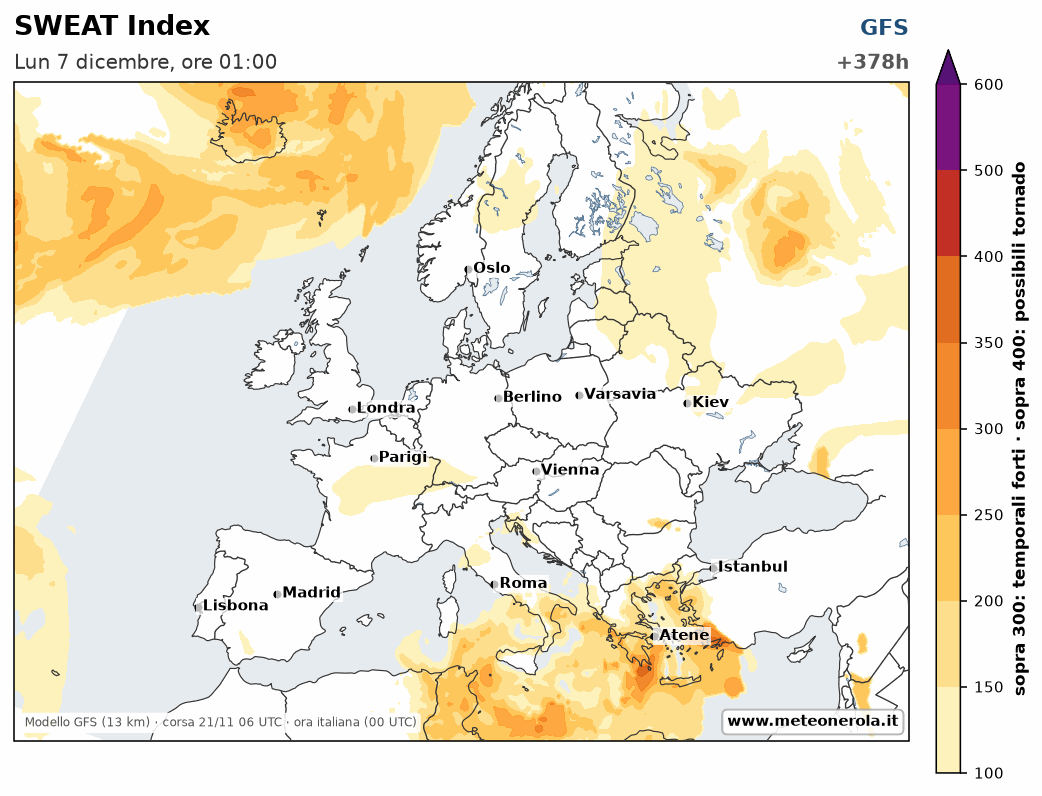 SWEAT Index
GFS
Lun 7 dicembre, ore 01:00
+378h
600
500
400
350
300
250
200
150
100
sopra 300: temporali forti · sopra 400: possibili tornado
Oslo
Londra
Berlino
Varsavia
Kiev
Parigi
Vienna
Istanbul
Roma
Madrid
Lisbona
Atene
Modello GFS (13 km) · corsa 21/11 06 UTC · ora italiana (00 UTC)
www.meteonerola.it